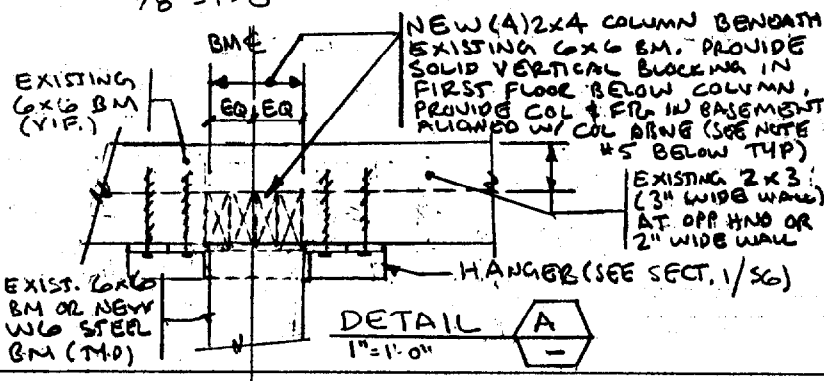 BM ℄
NEW (4) 2x4 COLUMN BENEATH
EXISTING 6x6 BM. PROVIDE
SOLID VERTICAL BLOCKING IN
FIRST FLOOR BELOW COLUMN.
PROVIDE COL & FTG IN BASEMENT
ALIGNED W/ COL ABOVE (SEE NOTE
#5 BELOW TYP)
EXISTING
6x6 BM
(V.I.F.)
EQ EQ
EXISTING 2x3
(3" WIDE WALL)
AT OPP HND OR
2" WIDE WALL
HANGER (SEE SECT. 1/S6)
EXIST. 6x6
BM OR NEW
W6 STEEL
BM (TYP)
DETAIL A
1"=1'-0" -